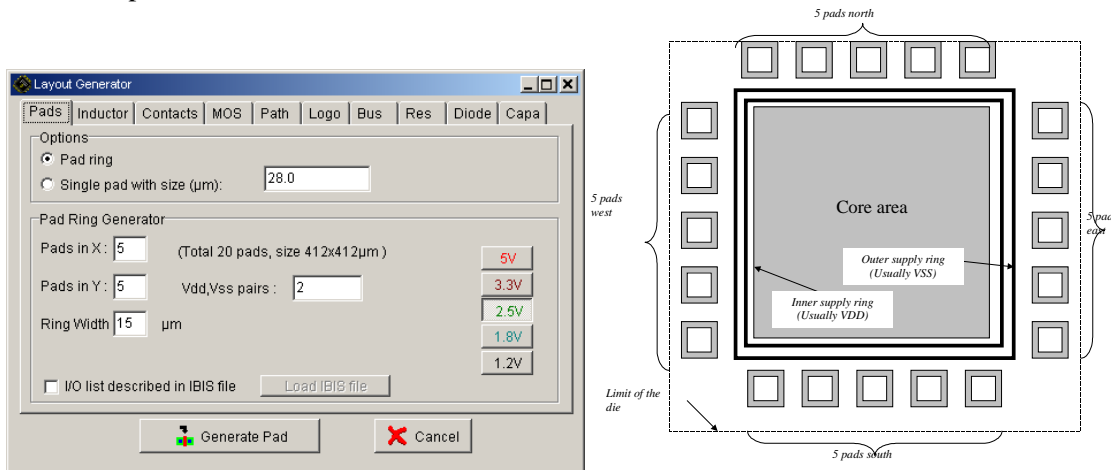 Layout Generator
Pads Inductor Contacts MOS Path Logo Bus Res Diode Capa
Options
Pad ring
Single pad with size (µm): 28.0
Pad Ring Generator
Pads in X : 5 (Total 20 pads, size 412x412µm )
Pads in Y : 5 Vdd,Vss pairs : 2
Ring Width 15 µm
5V
3.3V
2.5V
1.8V
1.2V
I/O list described in IBIS file Load IBIS file
Generate Pad Cancel
5 pads north
5 pads
west
Core area
5 pad
east
Outer supply ring
(Usually VSS)
Inner supply ring
(Usually VDD)
Limit of the
die
5 pads south